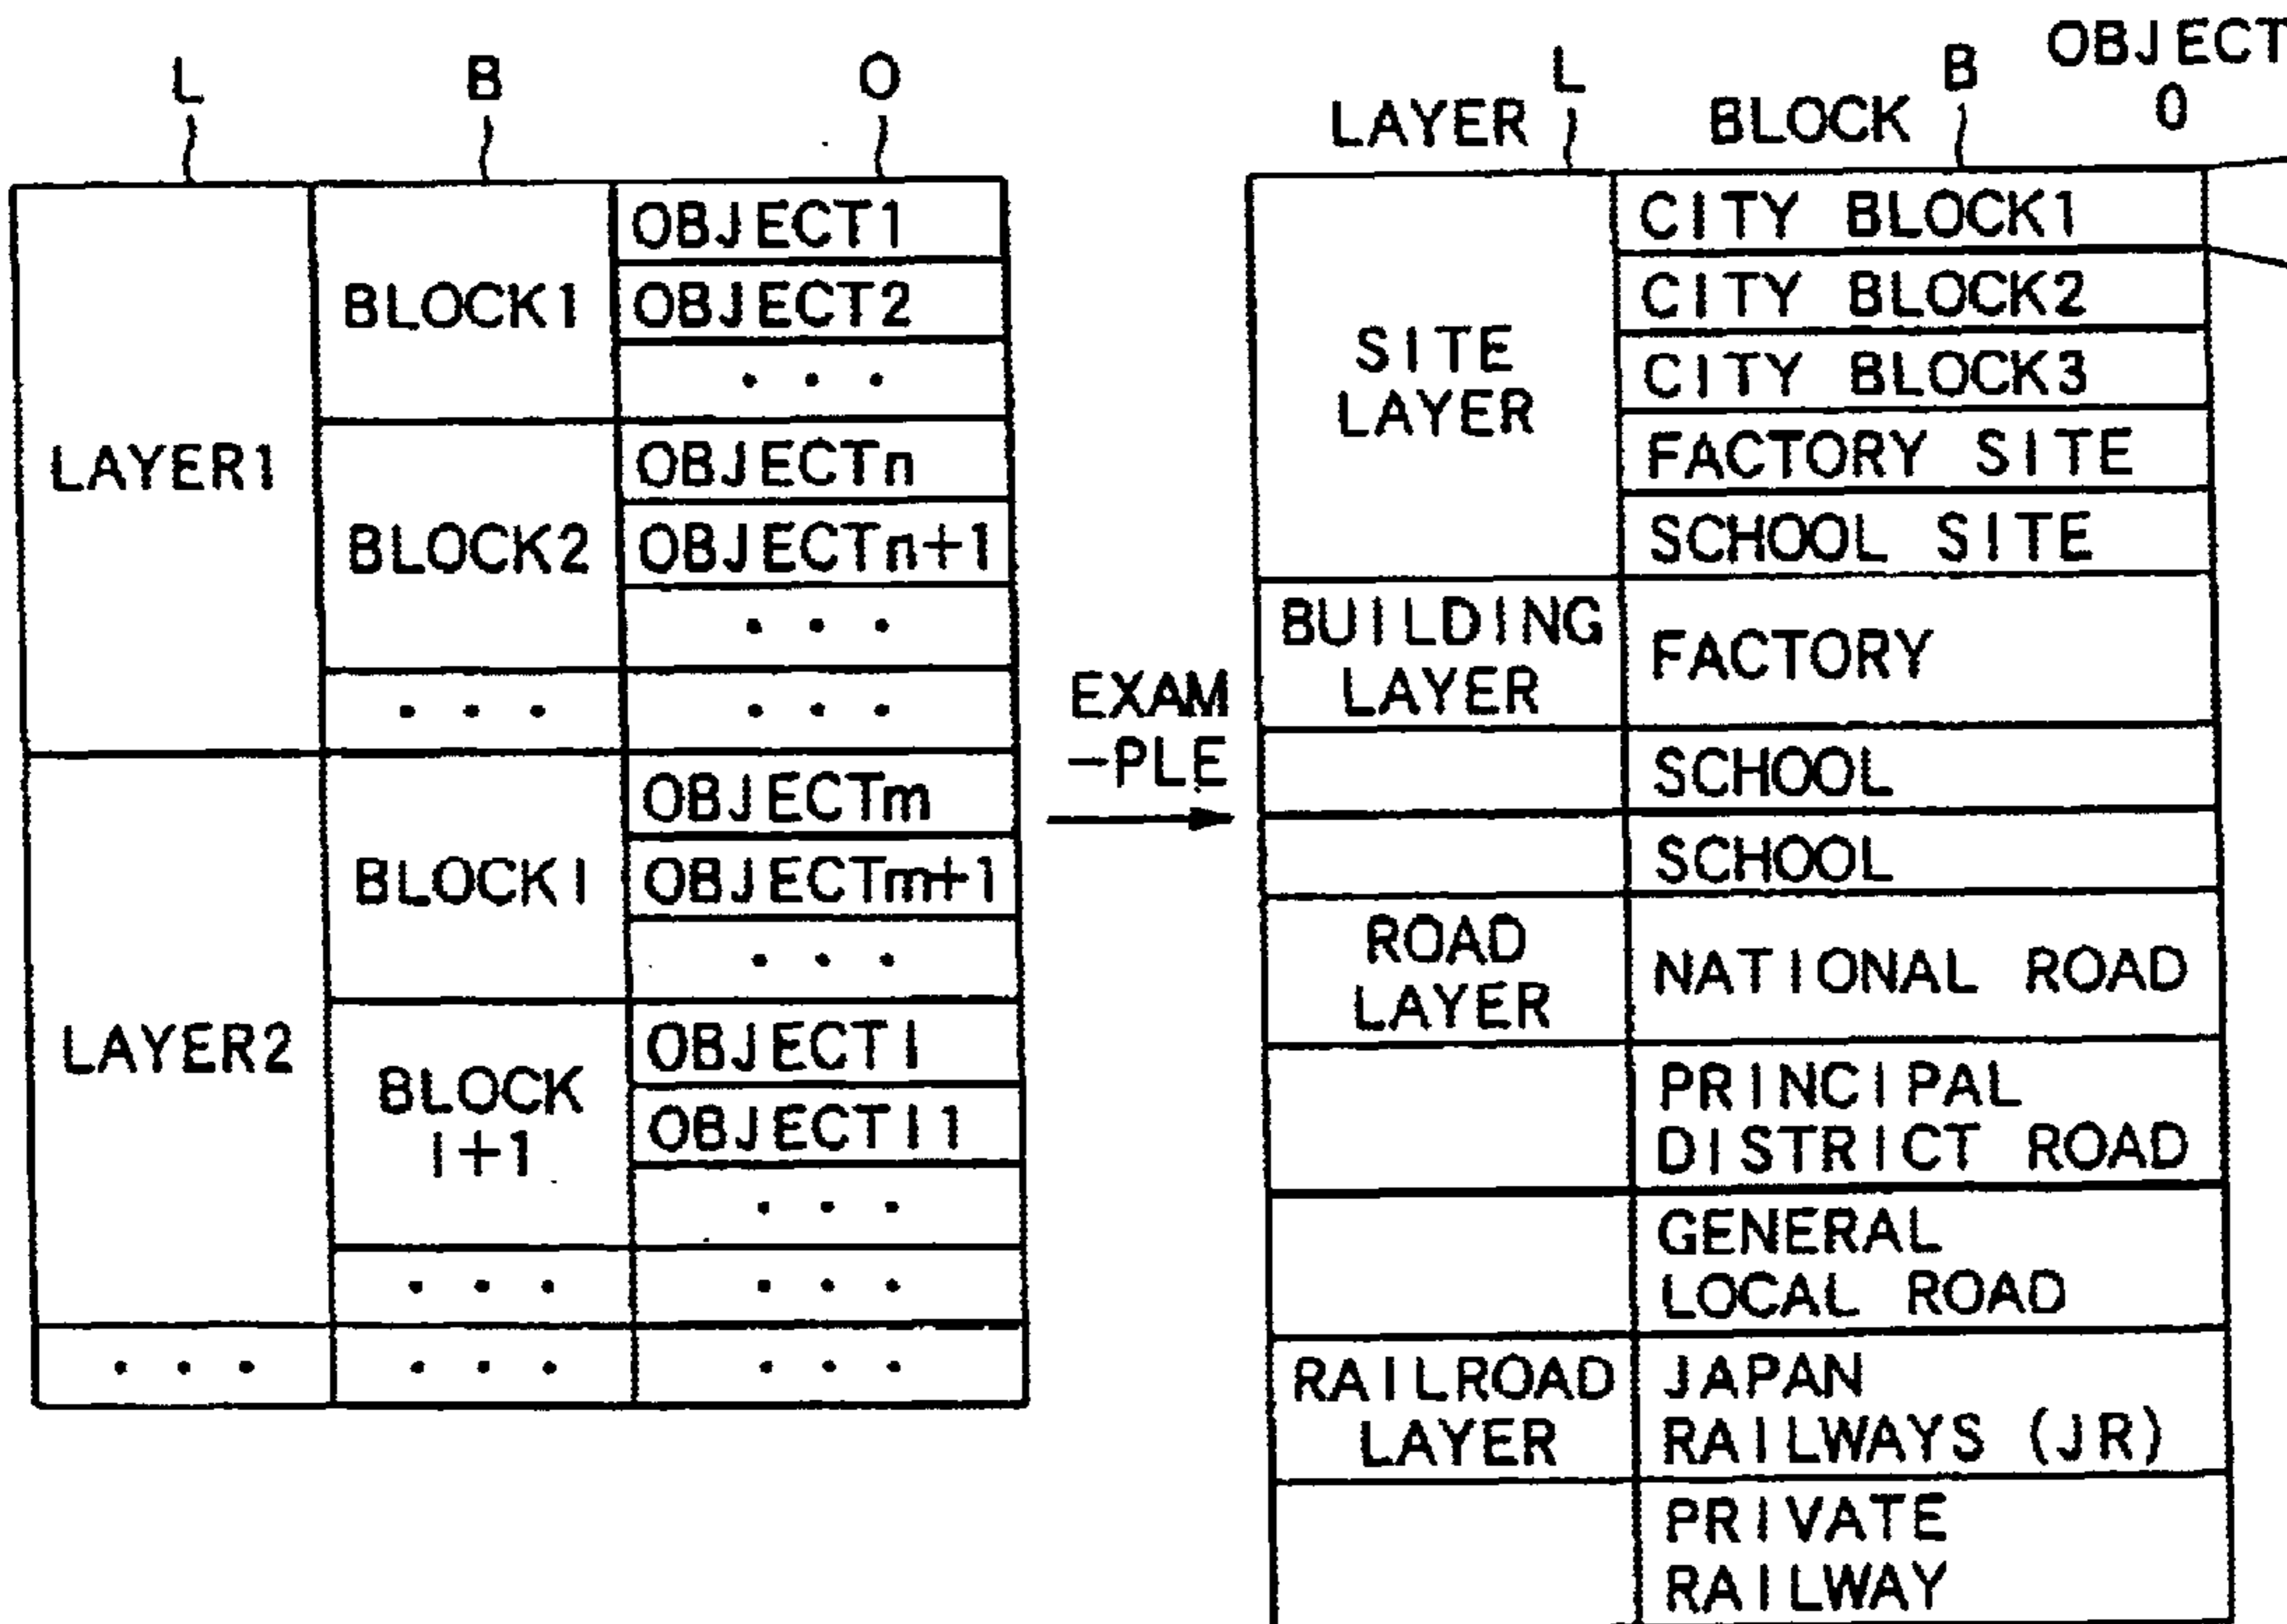 L B O
LAYER1
BLOCK1
OBJECT1
OBJECT2
• • •
BLOCK2
OBJECTn
OBJECTn+1
• • •
• • •
• • •
LAYER2
BLOCKl
OBJECTm
OBJECTm+1
• • •
BLOCK
l+1
OBJECTl
OBJECTl1
• • •
• • •
• • •
• • •
• • •
• • •
EXAM
-PLE
LAYER L
BLOCK B
OBJECT
O
SITE
LAYER
CITY BLOCK1
CITY BLOCK2
CITY BLOCK3
FACTORY SITE
SCHOOL SITE
BUILDING
LAYER
FACTORY
SCHOOL
SCHOOL
ROAD
LAYER
NATIONAL ROAD
PRINCIPAL
DISTRICT ROAD
GENERAL
LOCAL ROAD
RAILROAD
LAYER
JAPAN
RAILWAYS (JR)
PRIVATE
RAILWAY